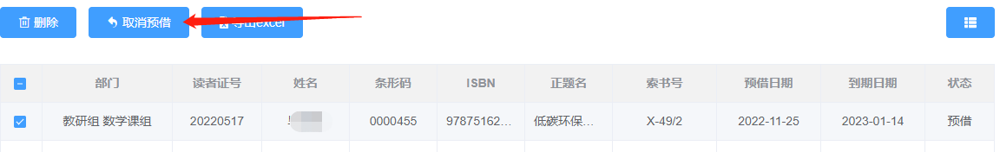 删除 取消预借 导出excel
部门 读者证号 姓名 条形码 ISBN 正题名 索书号 预借日期 到期日期 状态
教研组 数学课组 20220517 0000455 97875162... 低碳环保... X-49/2 2022-11-25 2023-01-14 预借